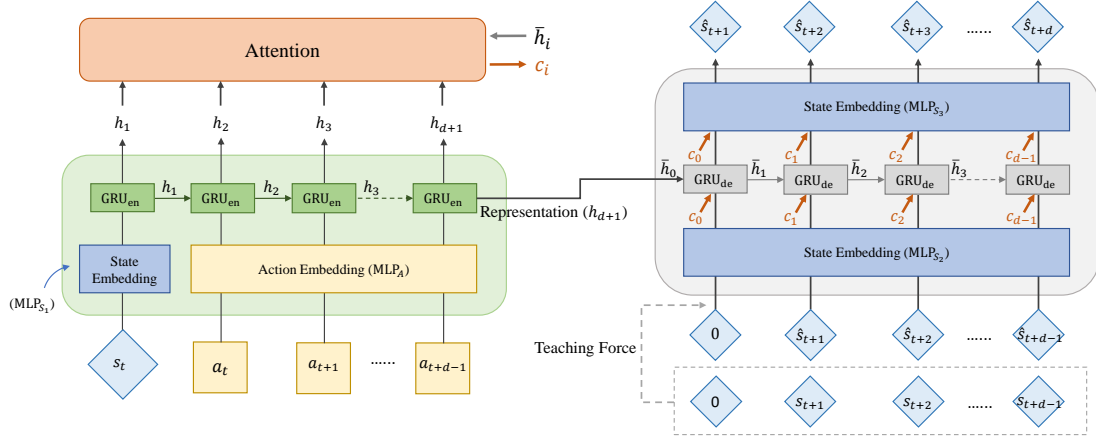 Attention
h̄_i
c_i
h_1 h_2 h_3 h_{d+1}
GRU_en h_1 GRU_en h_2 GRU_en h_3 GRU_en
Representation (h_{d+1})
State Embedding
(MLP_{S_1})
Action Embedding (MLP_A)
s_t a_t a_{t+1} ...... a_{t+d-1}
ŝ_{t+1} ŝ_{t+2} ŝ_{t+3} ...... ŝ_{t+d}
State Embedding (MLP_{S_3})
c_0 c_1 c_2 c_{d-1}
h̄_0 GRU_de h̄_1 GRU_de h̄_2 GRU_de h̄_3 GRU_de
c_0 c_1 c_2 c_{d-1}
State Embedding (MLP_{S_2})
Teaching Force
0 ŝ_{t+1} ŝ_{t+2} ...... ŝ_{t+d-1}
0 s_{t+1} s_{t+2} ...... s_{t+d-1}